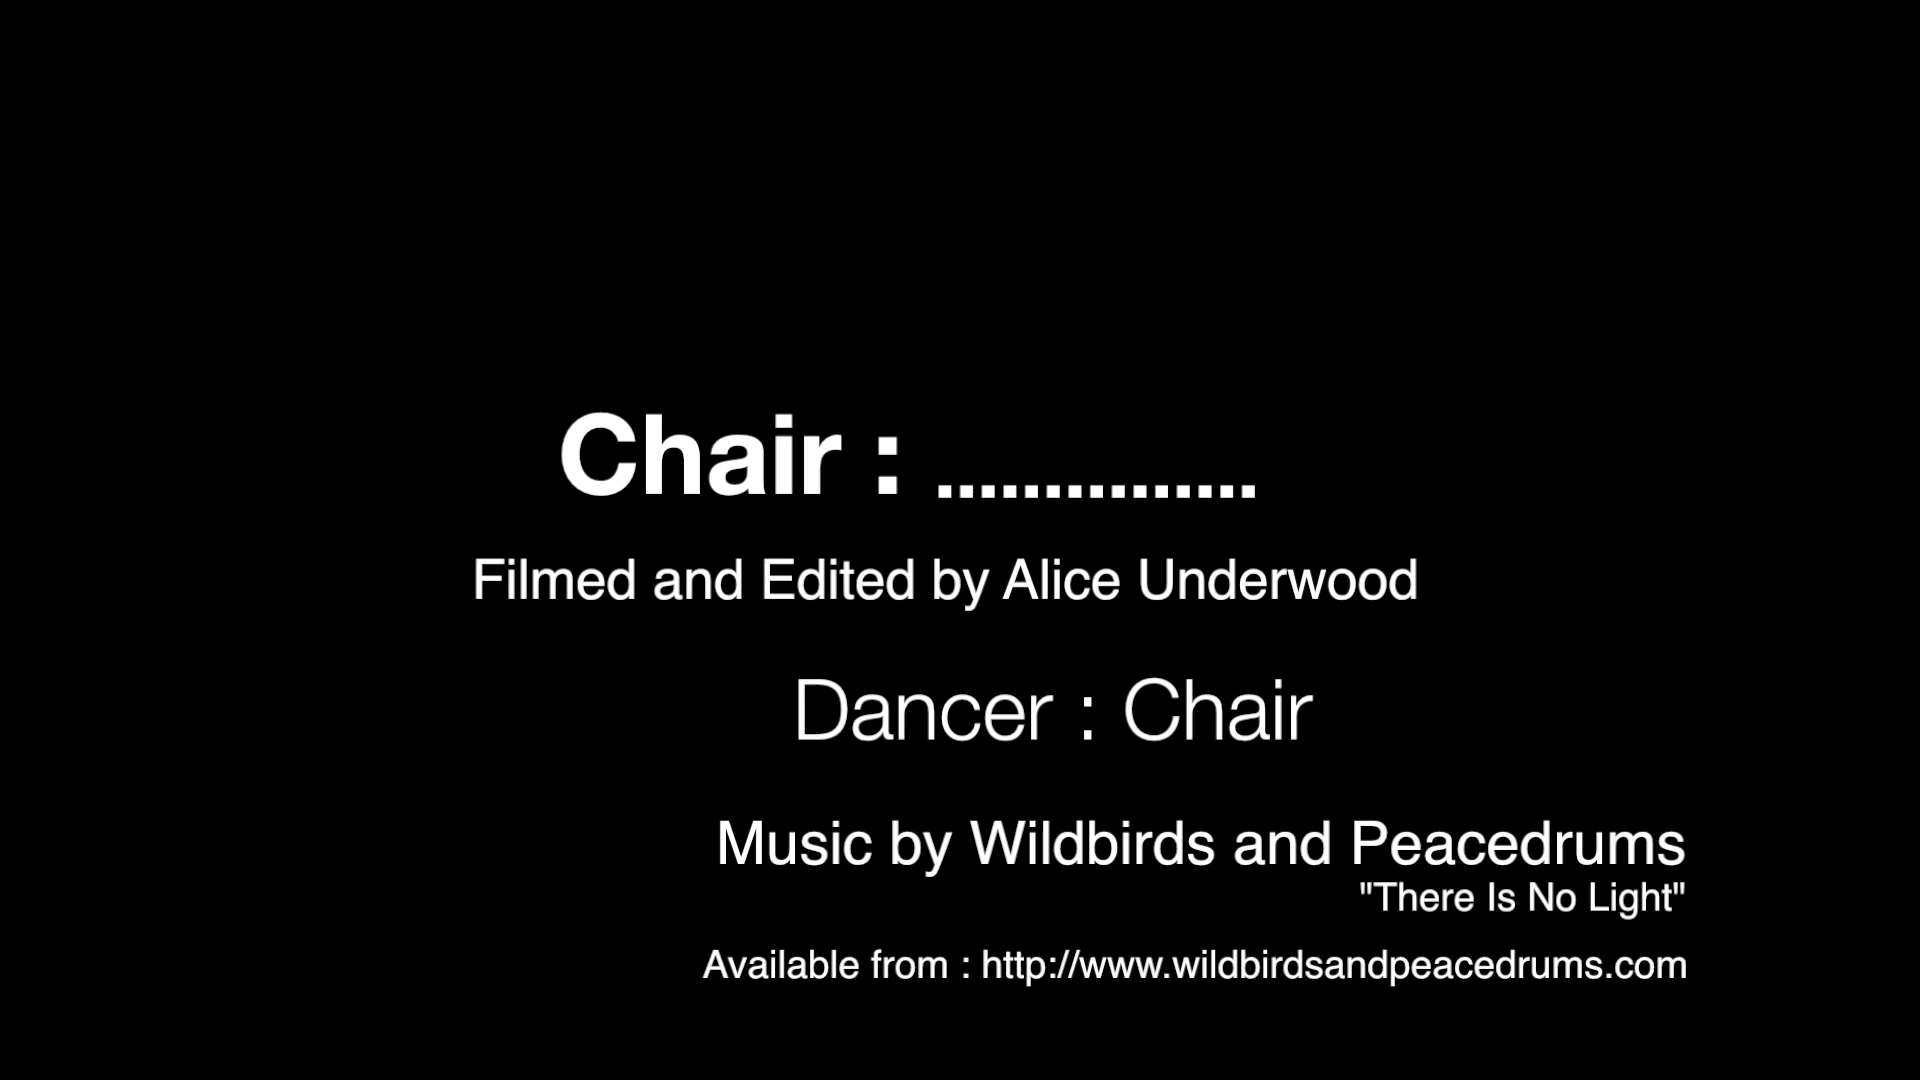 Chair : ...............
Filmed and Edited by Alice Underwood
Dancer : Chair
Music by Wildbirds and Peacedrums
"There Is No Light"
Available from : http://www.wildbirdsandpeacedrums.com